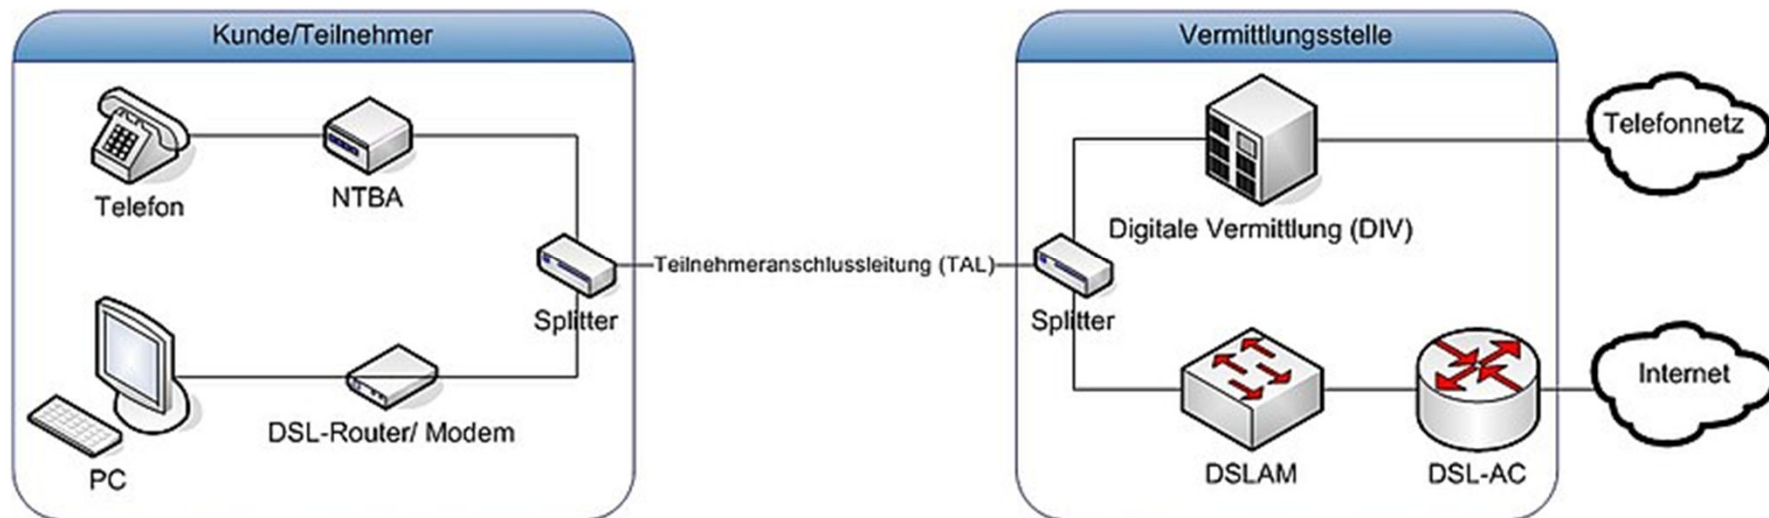 Kunde/Teilnehmer
Telefon
NTBA
Splitter
PC
DSL-Router/ Modem
Teilnehmeranschlussleitung (TAL)
Vermittlungsstelle
Digitale Vermittlung (DIV)
Splitter
DSLAM
DSL-AC
Telefonnetz
Internet